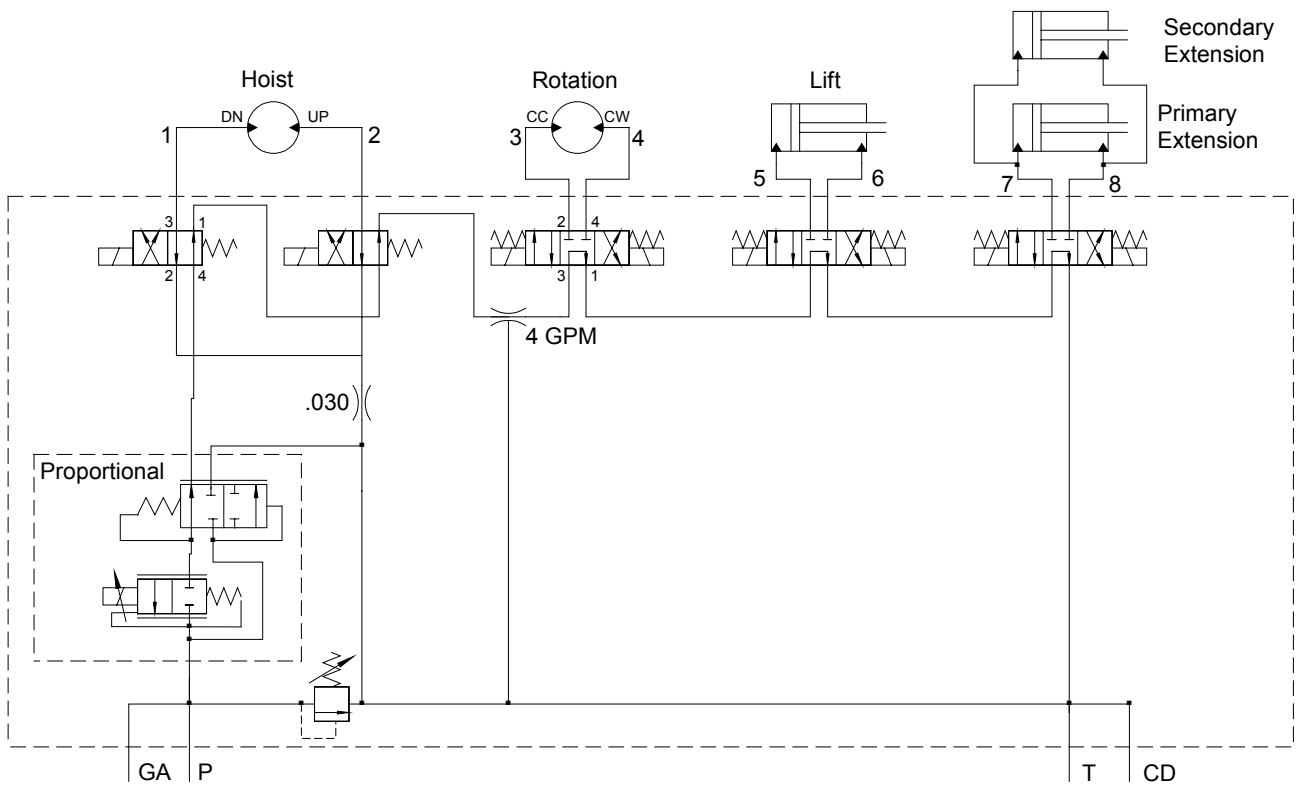 Secondary
Extension
Hoist
Rotation
Lift
DN
UP
CC
CW
Primary
Extension
1
2
3
4
5
6
7
8
3
1
2
4
2
4
3
1
4 GPM
.030
Proportional
GA
P
T
CD